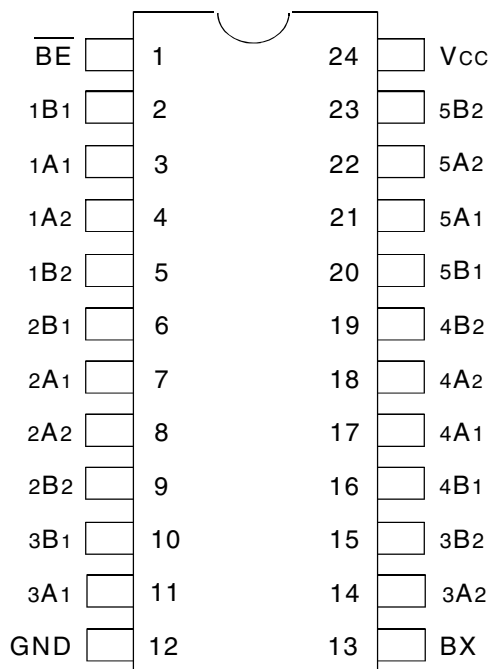 BE 1 24 VCC
1B1 2 23 5B2
1A1 3 22 5A2
1A2 4 21 5A1
1B2 5 20 5B1
2B1 6 19 4B2
2A1 7 18 4A2
2A2 8 17 4A1
2B2 9 16 4B1
3B1 10 15 3B2
3A1 11 14 3A2
GND 12 13 BX